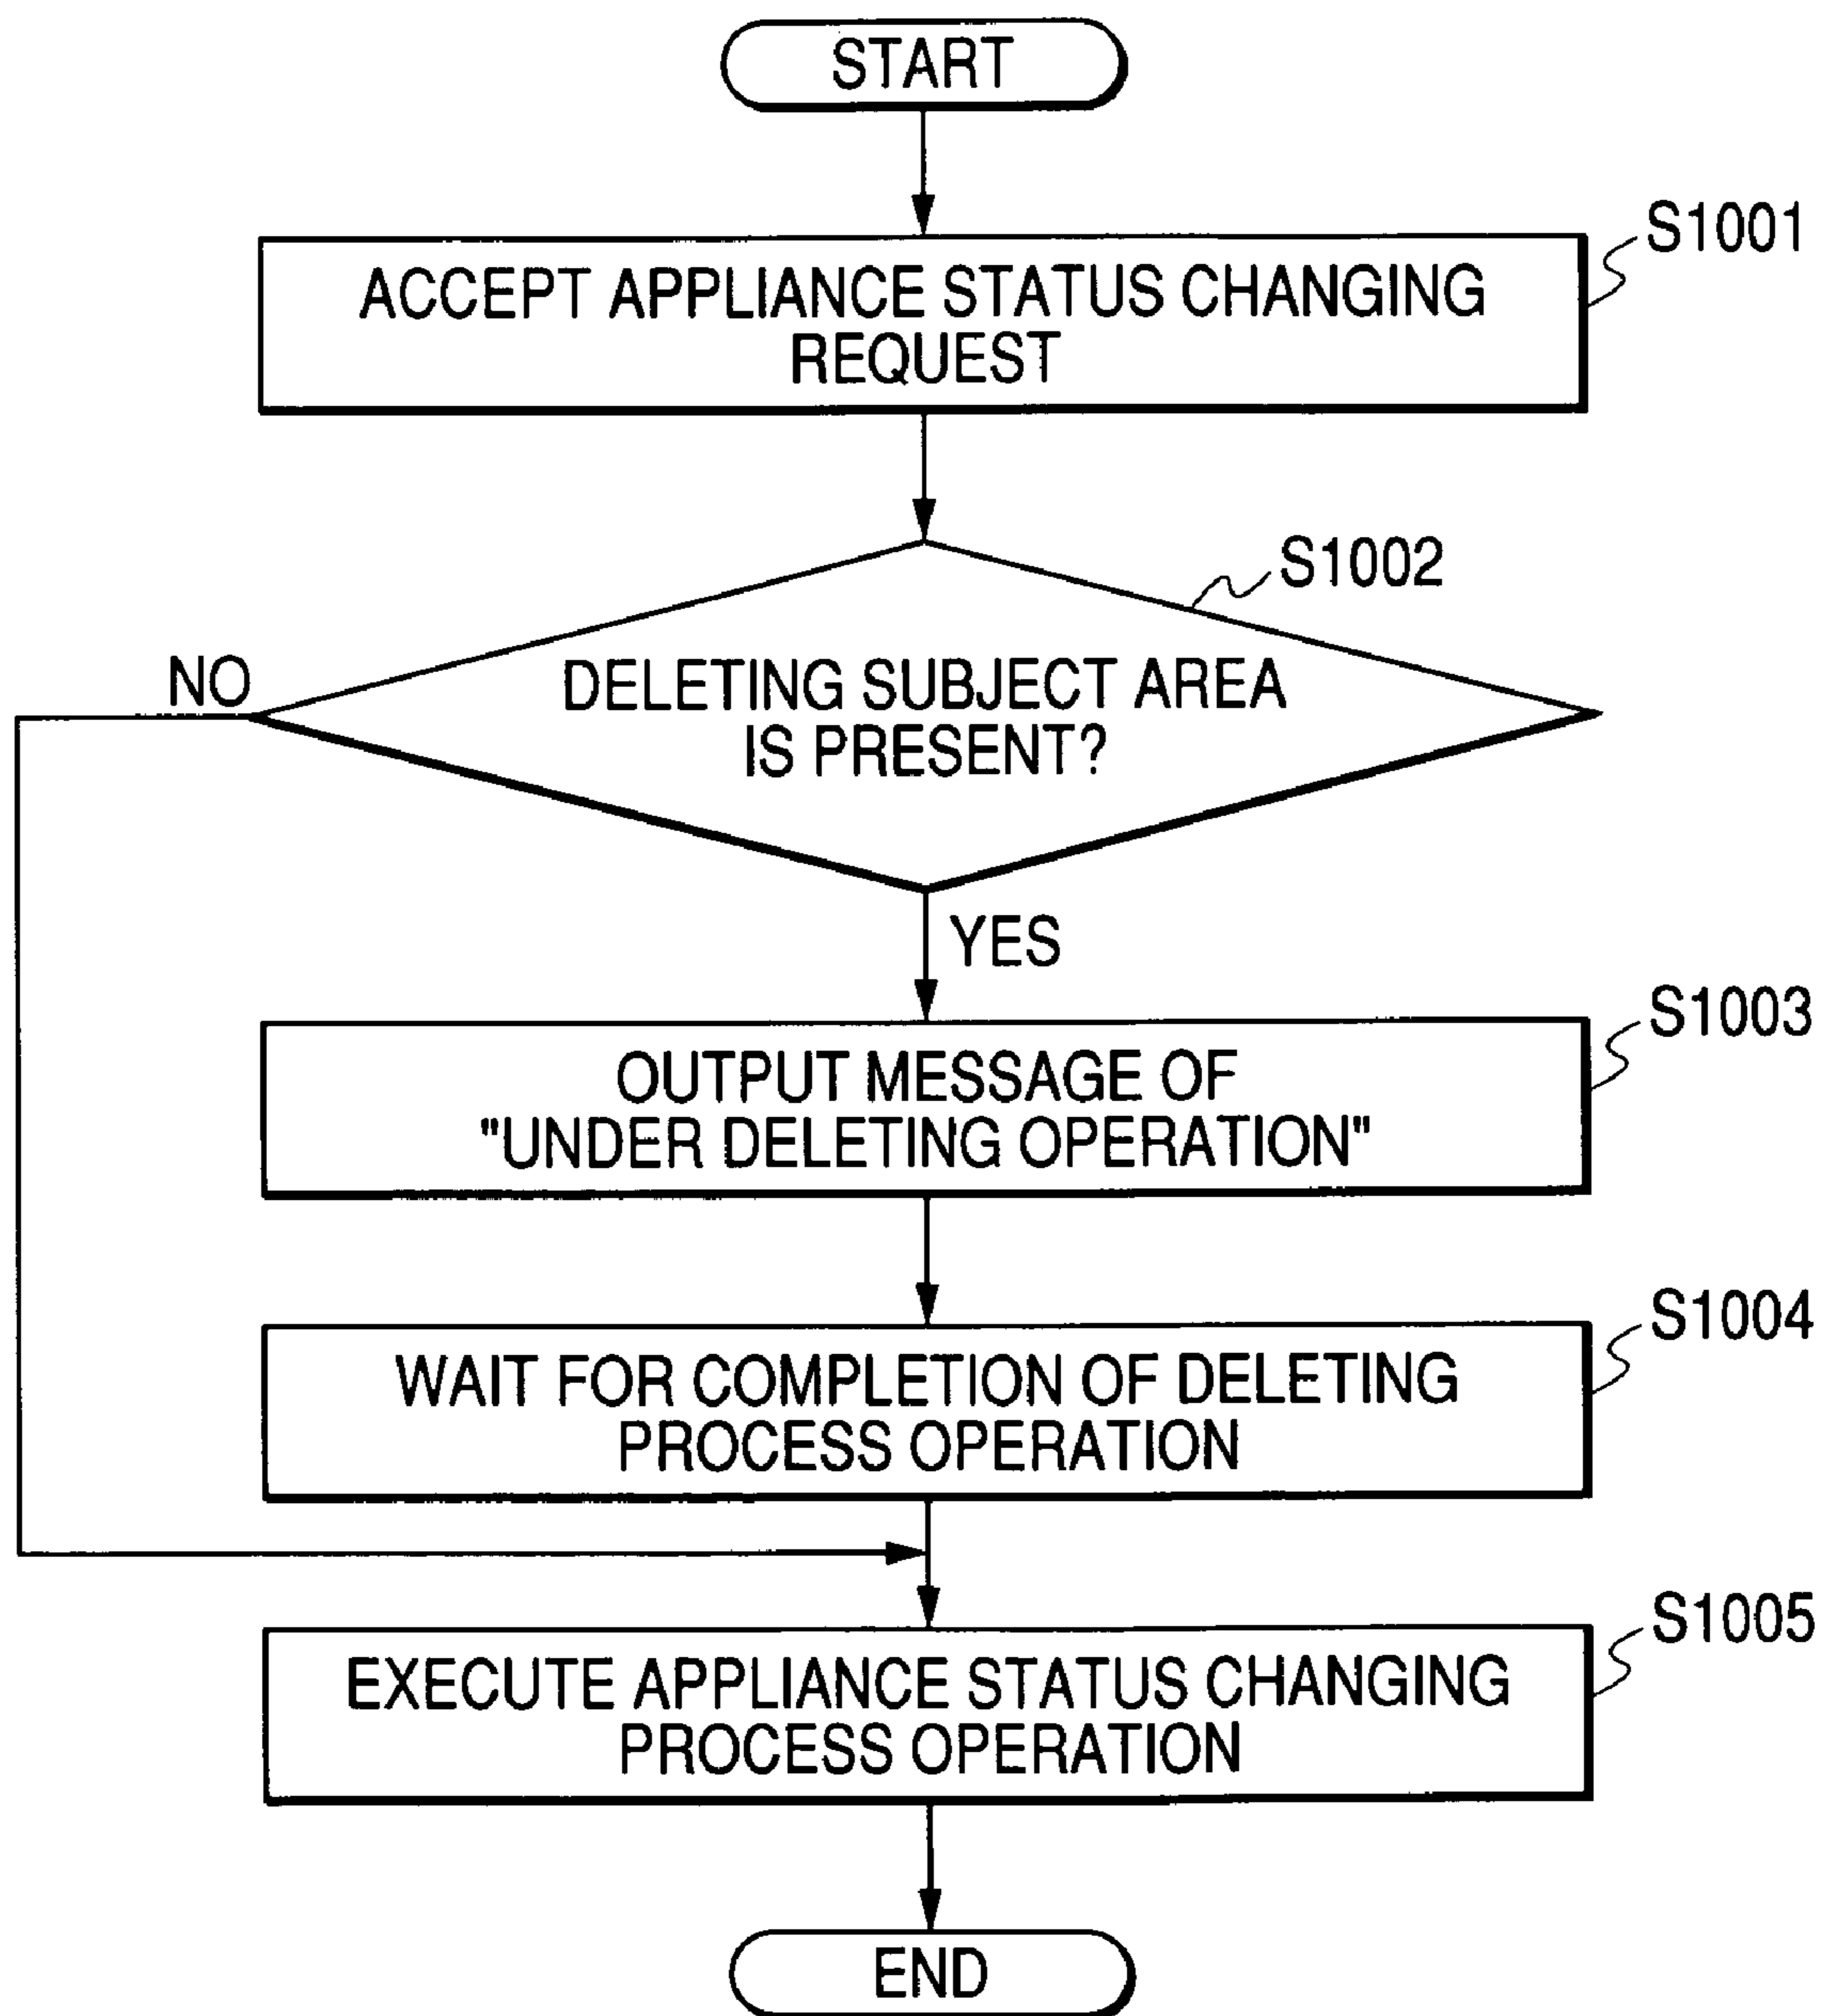 START
S1001
ACCEPT APPLIANCE STATUS CHANGING
REQUEST
S1002
NO
DELETING SUBJECT AREA
IS PRESENT?
YES
S1003
OUTPUT MESSAGE OF
"UNDER DELETING OPERATION"
S1004
WAIT FOR COMPLETION OF DELETING
PROCESS OPERATION
S1005
EXECUTE APPLIANCE STATUS CHANGING
PROCESS OPERATION
END